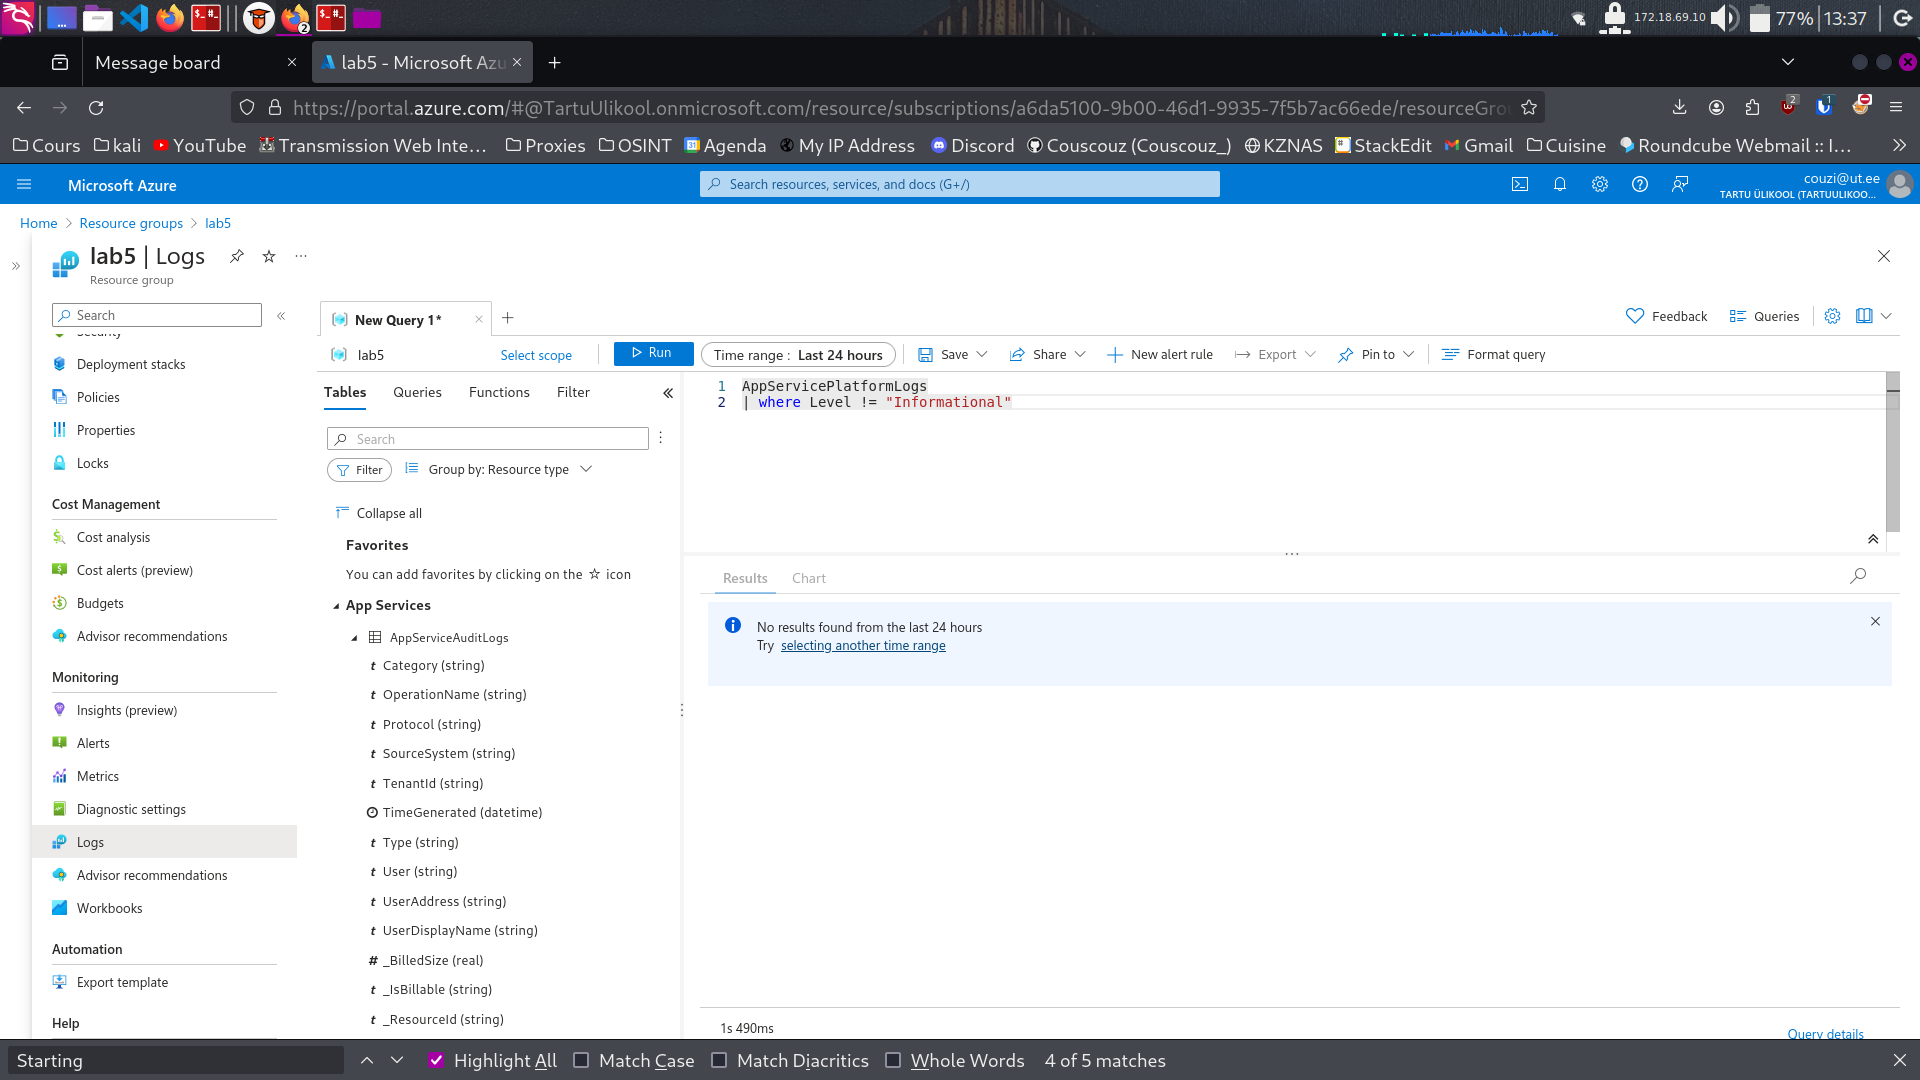 2
172.18.69.10
77%
13:37
Message board
lab5 - Microsoft Azu
https://portal.azure.com/#@TartuUlikool.onmicrosoft.com/resource/subscriptions/a6da5100-9b00-46d1-9935-7f5b7ac66ede/resourceGrou
2
1
Cours
kali
YouTube
Transmission Web Inte...
Proxies
OSINT
31
Agenda
My IP Address
Discord
Couscouz (Couscouz_)
KZNAS
StackEdit
Gmail
Cuisine
Roundcube Webmail :: I...
Microsoft Azure
Search resources, services, and docs (G+/)
couzi@ut.ee
TARTU ÜLIKOOL (TARTUULIKOO...
Home > Resource groups > lab5
lab5 | Logs
Resource group
Search
Security
Deployment stacks
Policies
Properties
Locks
Cost Management
Cost analysis
Cost alerts (preview)
Budgets
Advisor recommendations
Monitoring
Insights (preview)
Alerts
Metrics
Diagnostic settings
Logs
Advisor recommendations
Workbooks
Automation
Export template
Help
New Query 1*
Feedback
Queries
lab5
Select scope
Run
Time range : Last 24 hours
Save
Share
New alert rule
Export
Pin to
Format query
Tables
Queries
Functions
Filter
Search
Filter
Group by: Resource type
Collapse all
Favorites
You can add favorites by clicking on the ☆ icon
App Services
AppServiceAuditLogs
t Category (string)
t OperationName (string)
t Protocol (string)
t SourceSystem (string)
t TenantId (string)
TimeGenerated (datetime)
t Type (string)
t User (string)
t UserAddress (string)
t UserDisplayName (string)
# _BilledSize (real)
t _IsBillable (string)
t _ResourceId (string)
1 AppServicePlatformLogs
2 | where Level != "Informational"
Results
Chart
No results found from the last 24 hours
Try selecting another time range
1s 490ms
Query details
Starting
Highlight All
Match Case
Match Diacritics
Whole Words
4 of 5 matches